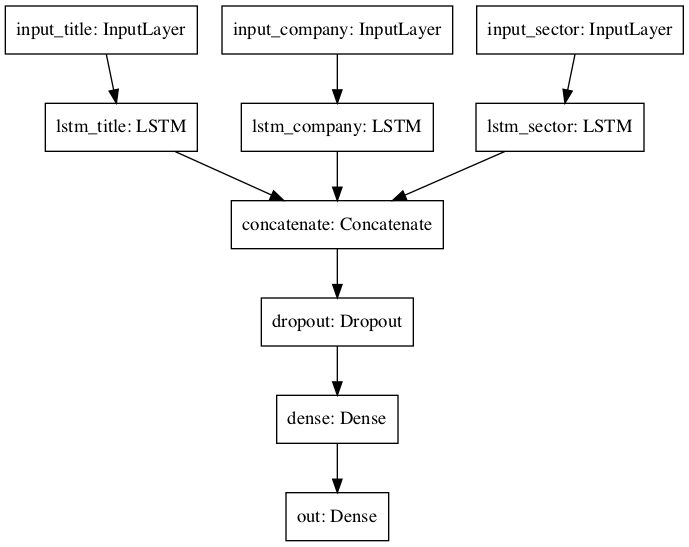 input_title: InputLayer
input_company: InputLayer
input_sector: InputLayer
lstm_title: LSTM
lstm_company: LSTM
lstm_sector: LSTM
concatenate: Concatenate
dropout: Dropout
dense: Dense
out: Dense